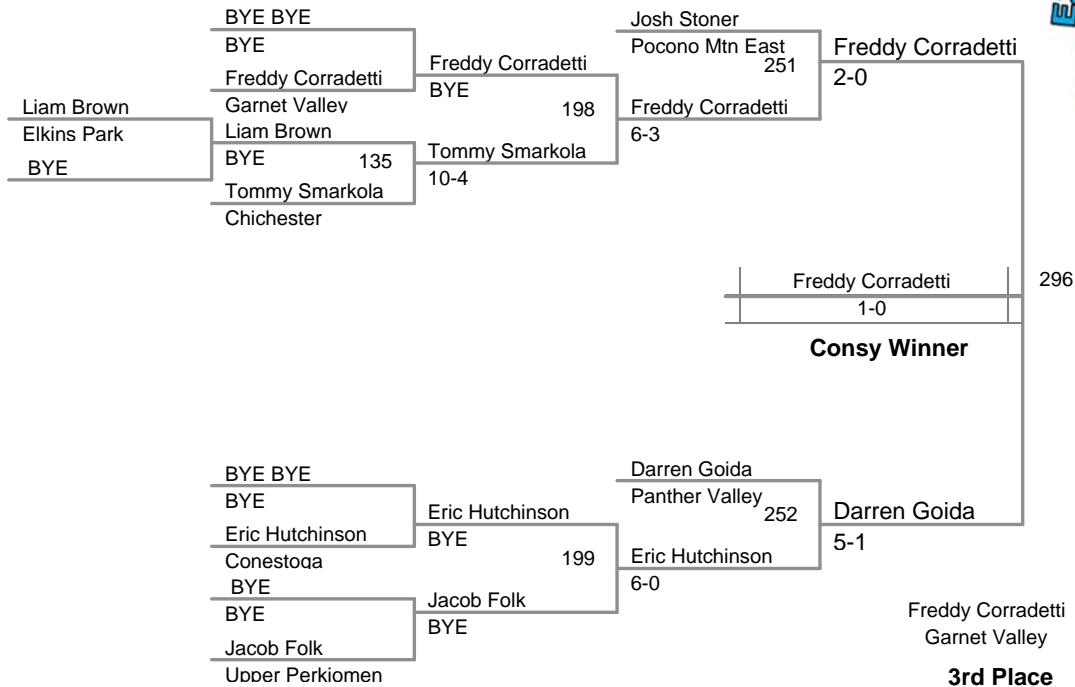 BYE BYE
BYE
Freddy Corradetti
Garnet Valley
Liam Brown
Elkins Park
BYE
Liam Brown
BYE 135
Tommy Smarkola
Chichester
Freddy Corradetti
BYE
198
Tommy Smarkola
10-4
Josh Stoner
Pocono Mtn East
251
Freddy Corradetti
6-3
Freddy Corradetti
2-0
Freddy Corradetti
1-0
296
Consy Winner
BYE BYE
BYE
Eric Hutchinson
Conestoga
BYE
BYE
Jacob Folk
Upper Perkiomen
Eric Hutchinson
BYE
199
Jacob Folk
BYE
Darren Goida
Panther Valley
252
Eric Hutchinson
6-0
Darren Goida
5-1
Freddy Corradetti
Garnet Valley
3rd Place